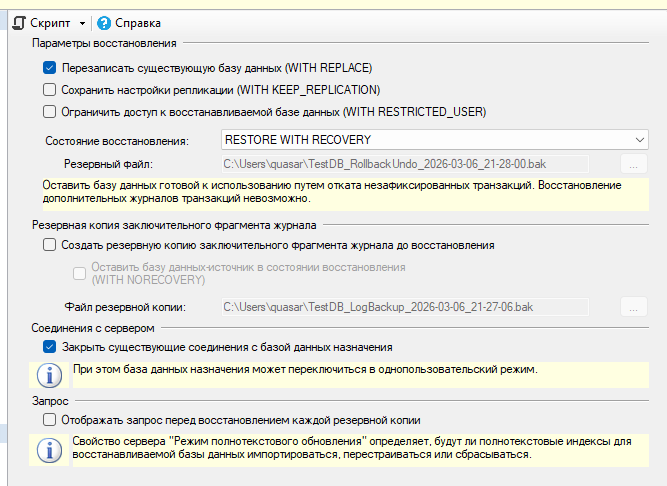 Скрипт
Справка
Параметры восстановления
Перезаписать существующую базу данных (WITH REPLACE)
Сохранить настройки репликации (WITH KEEP_REPLICATION)
Ограничить доступ к восстанавливаемой базе данных (WITH RESTRICTED_USER)
Состояние восстановления:
RESTORE WITH RECOVERY
Резервный файл:
C:\Users\quasar\TestDB_RollbackUndo_2026-03-06_21-28-00.bak
...
Оставить базу данных готовой к использованию путем отката незафиксированных транзакций. Восстановление
дополнительных журналов транзакций невозможно.
Резервная копия заключительного фрагмента журнала
Создать резервную копию заключительного фрагмента журнала до восстановления
Оставить базу данных-источник в состоянии восстановления
(WITH NORECOVERY)
Файл резервной копии:
C:\Users\quasar\TestDB_LogBackup_2026-03-06_21-27-06.bak
...
Соединения с сервером
Закрыть существующие соединения с базой данных назначения
При этом база данных назначения может переключиться в однопользовательский режим.
Запрос
Отображать запрос перед восстановлением каждой резервной копии
Свойство сервера "Режим полнотекстового обновления" определяет, будут ли полнотекстовые индексы для
восстанавливаемой базы данных импортироваться, перестраиваться или сбрасываться.